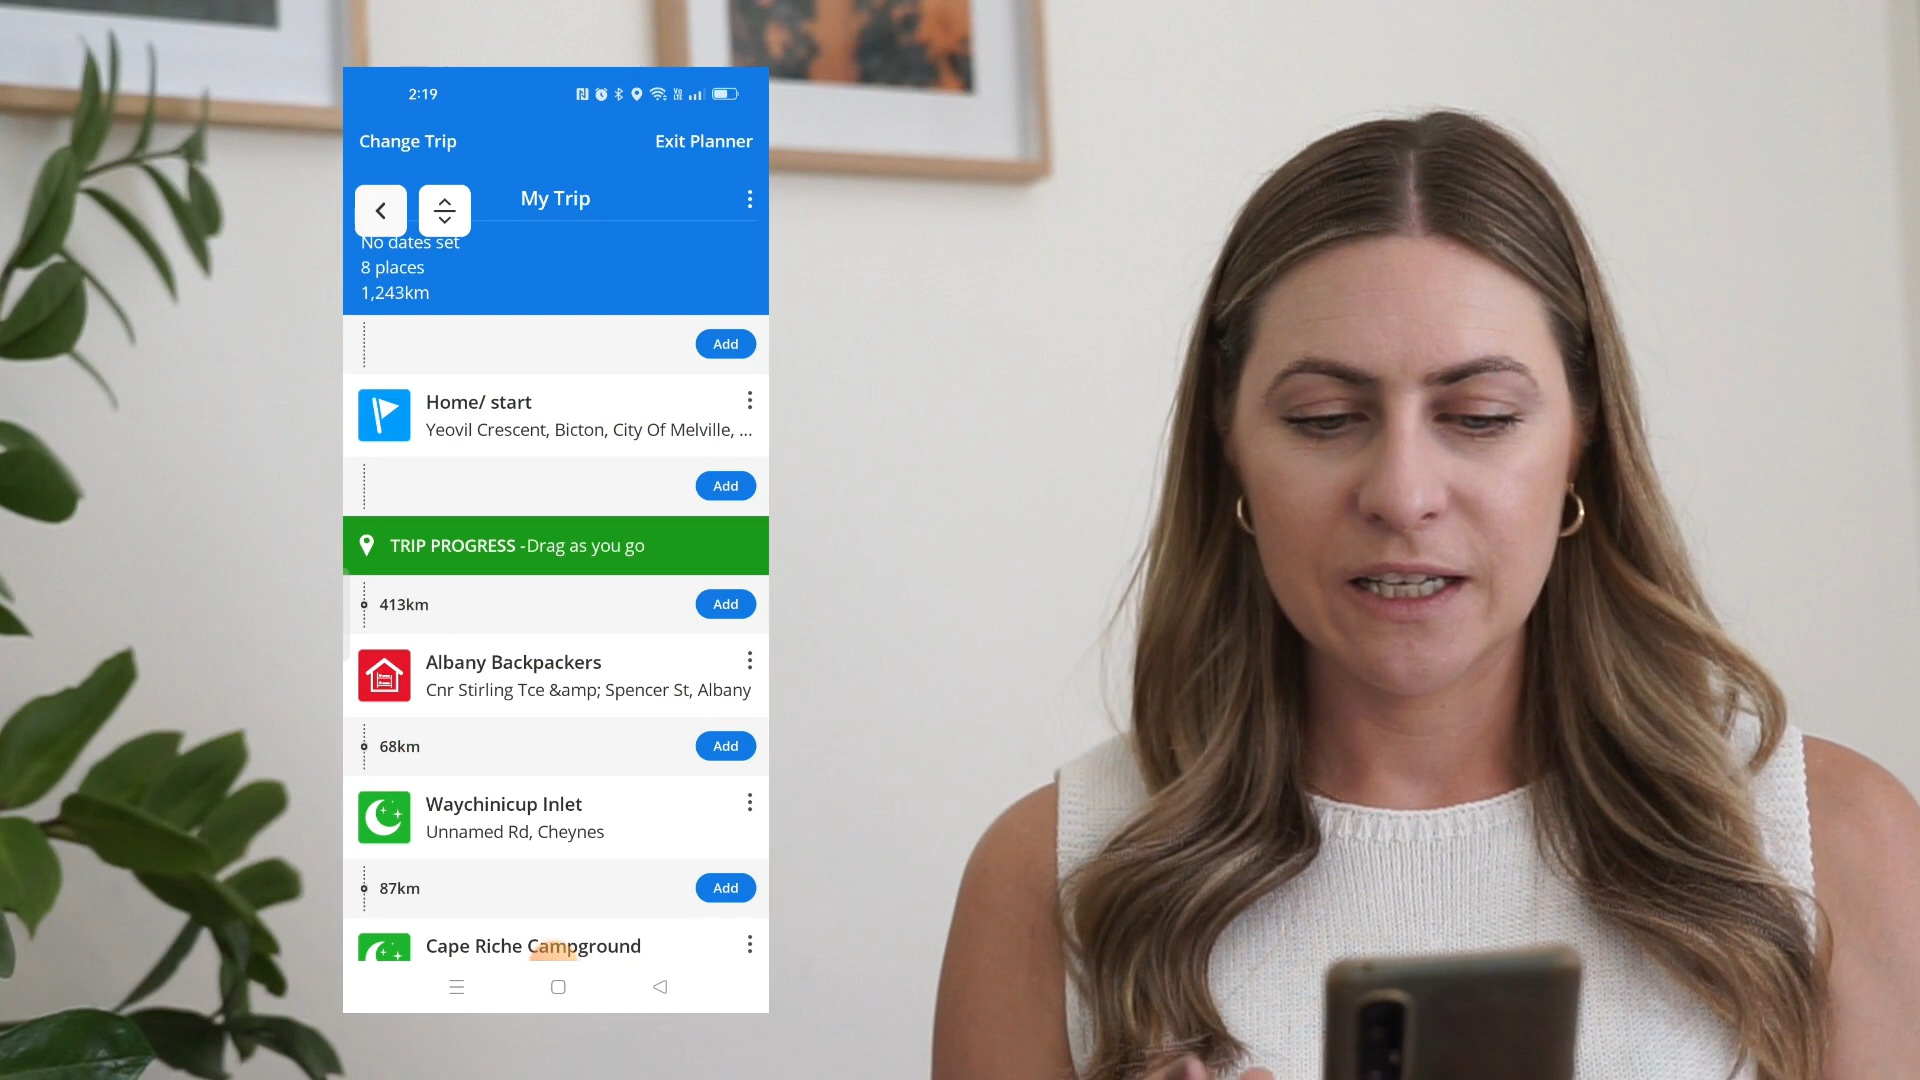 2:19
Change Trip
Exit Planner
My Trip
No dates set
8 places
1,243km
Add
Home/ start
Yeovil Crescent, Bicton, City Of Melville, ...
Add
TRIP PROGRESS -Drag as you go
413km
Add
Albany Backpackers
Cnr Stirling Tce &amp; Spencer St, Albany
68km
Add
Waychinicup Inlet
Unnamed Rd, Cheynes
87km
Add
Cape Riche Campground